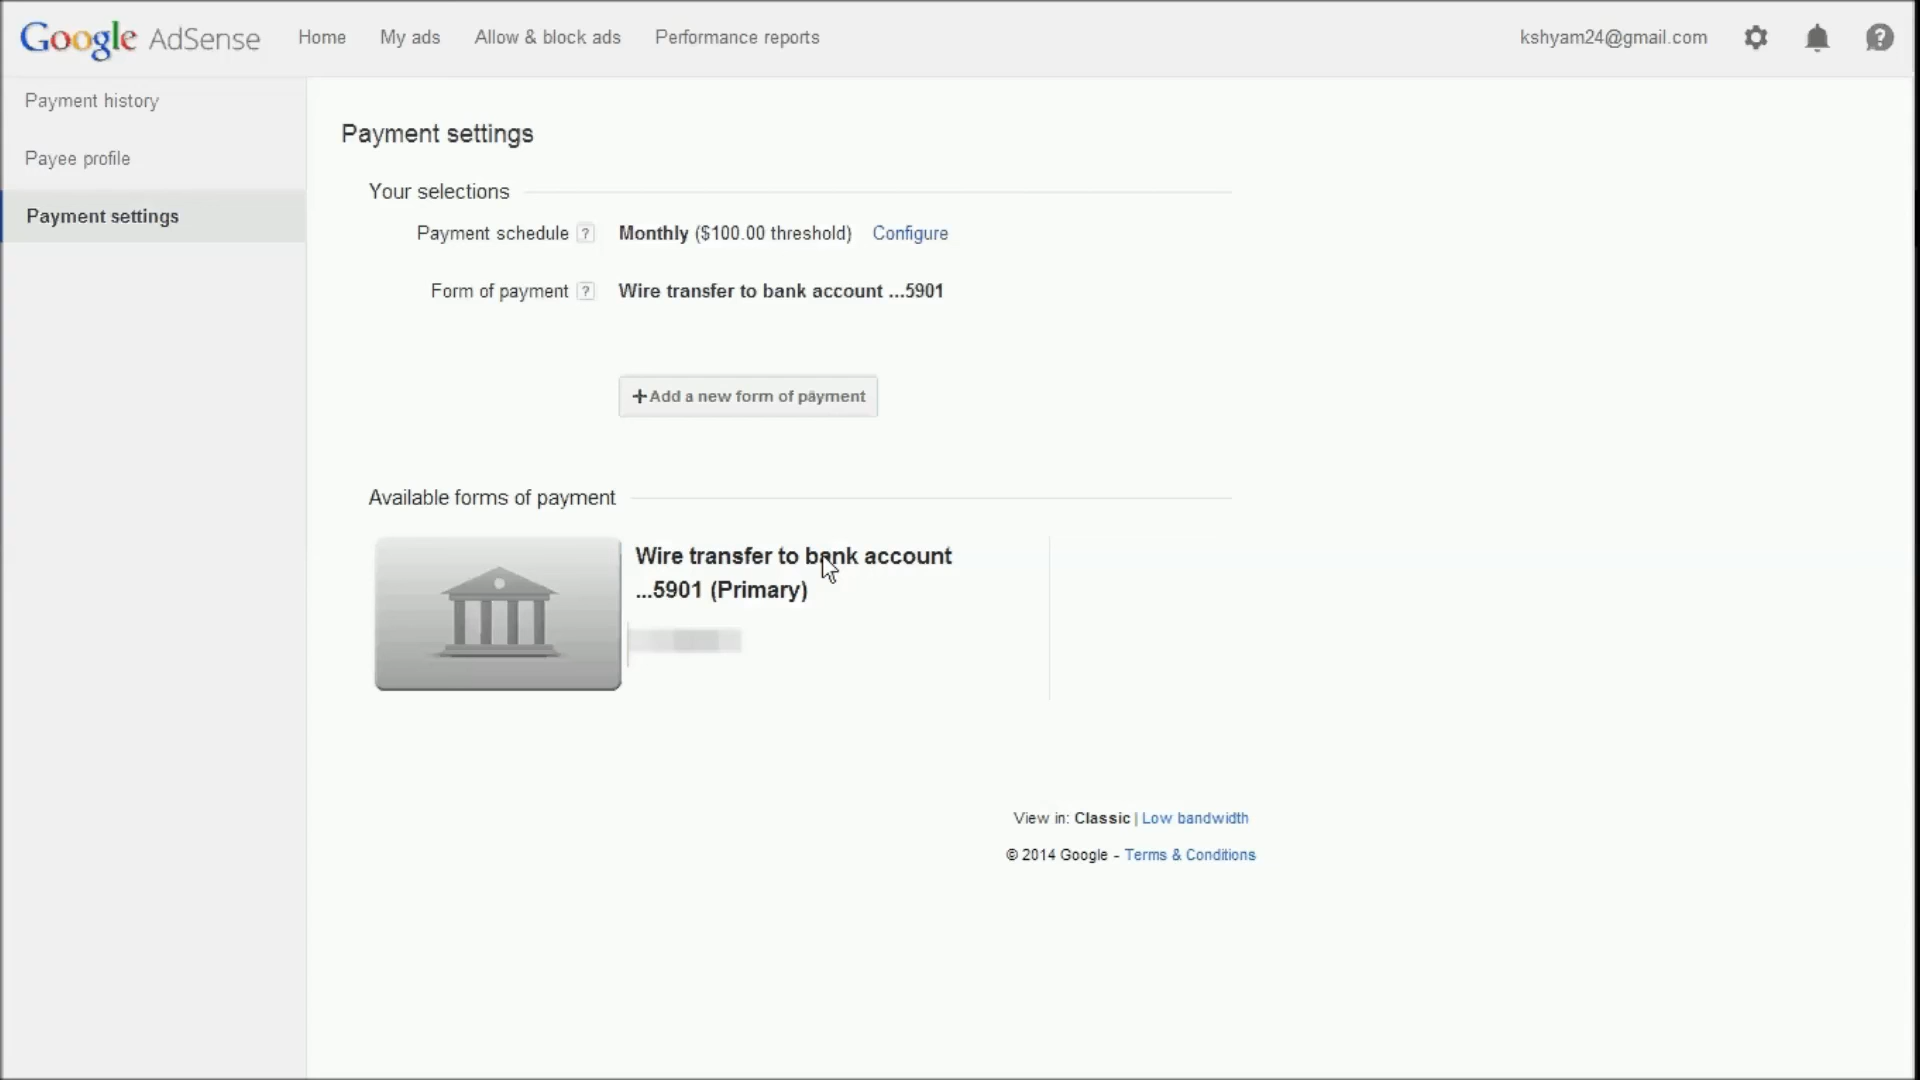 Google AdSense Home My ads Allow & block ads Performance reports kshyam24@gmail.com ?
Payment history
Payee profile
Payment settings
Payment settings
Your selections
Payment schedule ? Monthly ($100.00 threshold) Configure
Form of payment ? Wire transfer to bank account ...5901
+Add a new form of payment
Available forms of payment
Wire transfer to bank account
...5901 (Primary)
View in: Classic | Low bandwidth
© 2014 Google - Terms & Conditions